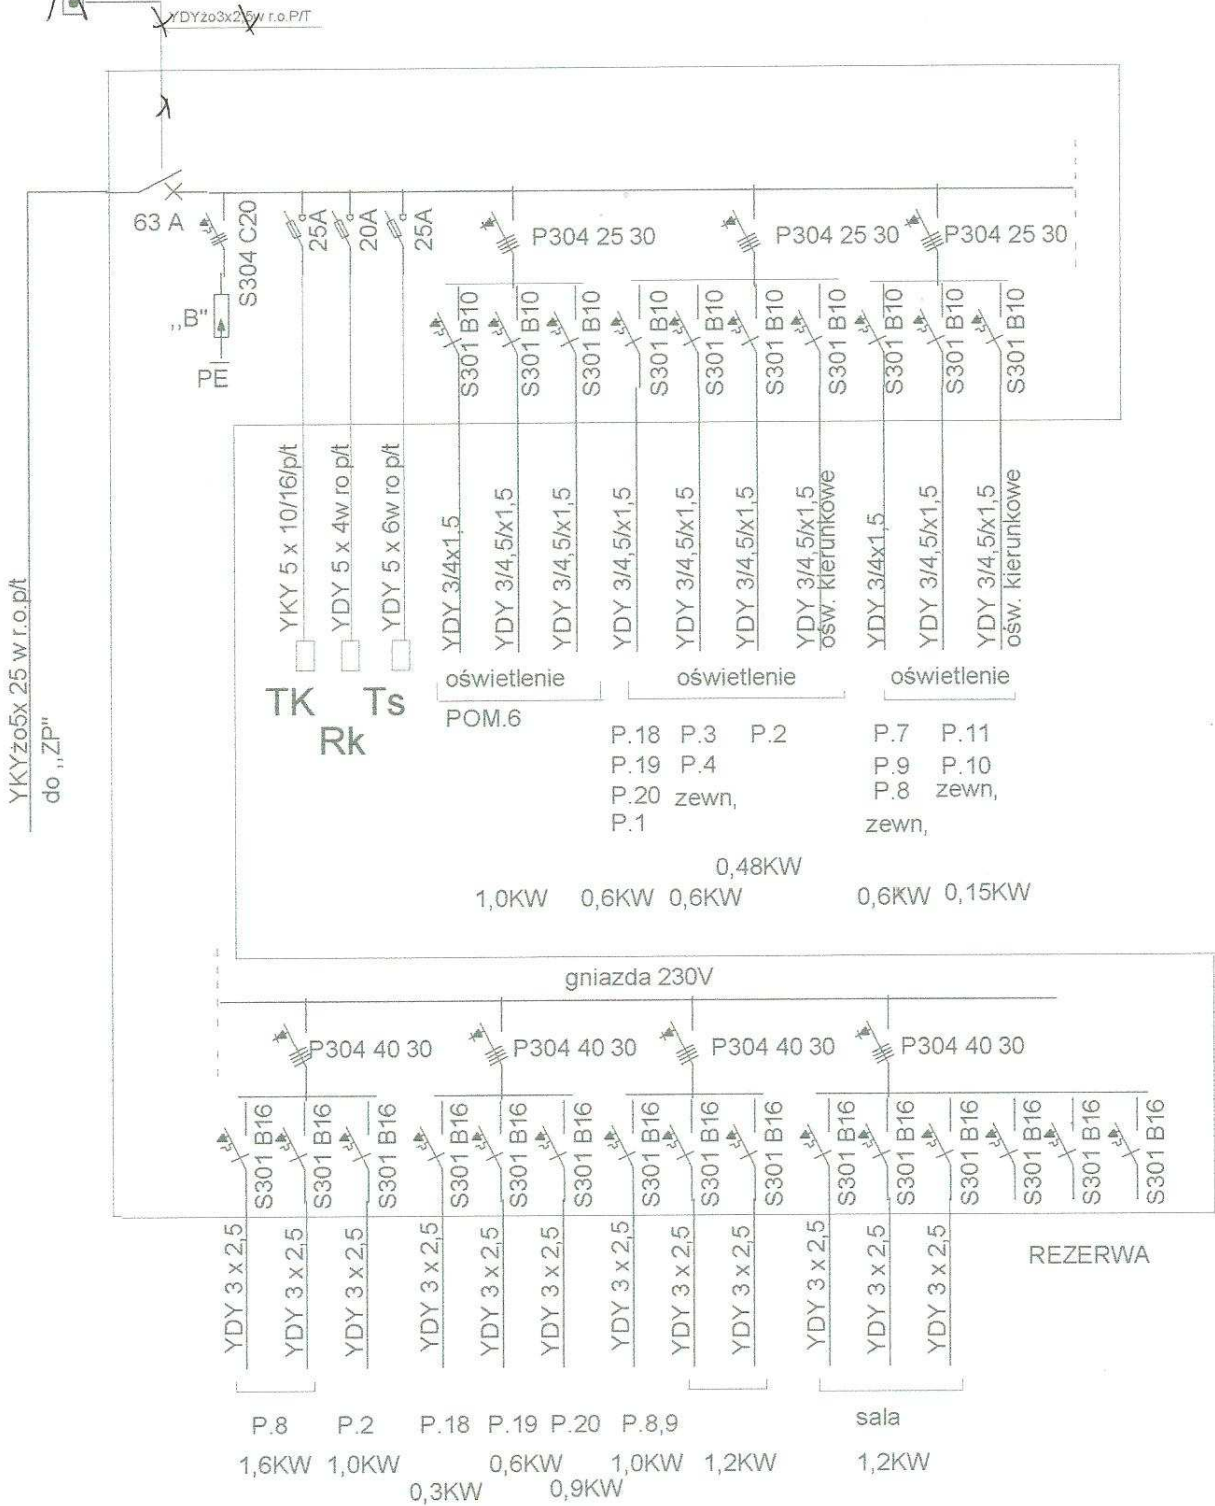 YDYżo3x2,5w r.o.P/T
63 A
S304 C20
25A
20A
25A
P304 25 30
P304 25 30
P304 25 30
,,B"
PE
S301 B10
S301 B10
S301 B10
S301 B10
S301 B10
S301 B10
S301 B10
S301 B10
S301 B10
S301 B10
YKYżo5x 25 w r.o.p/t
do ,,ZP"
YKY 5 x 10/16/p/t
YDY 5 x 4w ro p/t
YDY 5 x 6w ro p/t
YDY 3/4x1,5
YDY 3/4,5/x1,5
YDY 3/4,5/x1,5
YDY 3/4,5/x1,5
YDY 3/4,5/x1,5
YDY 3/4,5/x1,5
YDY 3/4,5/x1,5
ośw. kierunkowe
YDY 3/4x1,5
YDY 3/4,5/x1,5
YDY 3/4,5/x1,5
ośw. kierunkowe
TK
Rk
Ts
oświetlenie
oświetlenie
oświetlenie
POM.6
P.18 P.3 P.2
P.19 P.4
P.20 zewn,
P.1
P.7 P.11
P.9 P.10
P.8 zewn,
zewn,
0,48KW
1,0KW 0,6KW 0,6KW 0,6KW 0,15KW
gniazda 230V
P304 40 30
P304 40 30
P304 40 30
P304 40 30
S301 B16
S301 B16
S301 B16
S301 B16
S301 B16
S301 B16
S301 B16
S301 B16
S301 B16
S301 B16
S301 B16
S301 B16
S301 B16
S301 B16
YDY 3 x 2,5
YDY 3 x 2,5
YDY 3 x 2,5
YDY 3 x 2,5
YDY 3 x 2,5
YDY 3 x 2,5
YDY 3 x 2,5
YDY 3 x 2,5
YDY 3 x 2,5
YDY 3 x 2,5
YDY 3 x 2,5
REZERWA
P.8 P.2 P.18 P.19 P.20 P.8,9 sala
1,6KW 1,0KW 0,6KW 1,0KW 1,2KW 1,2KW
0,3KW 0,9KW